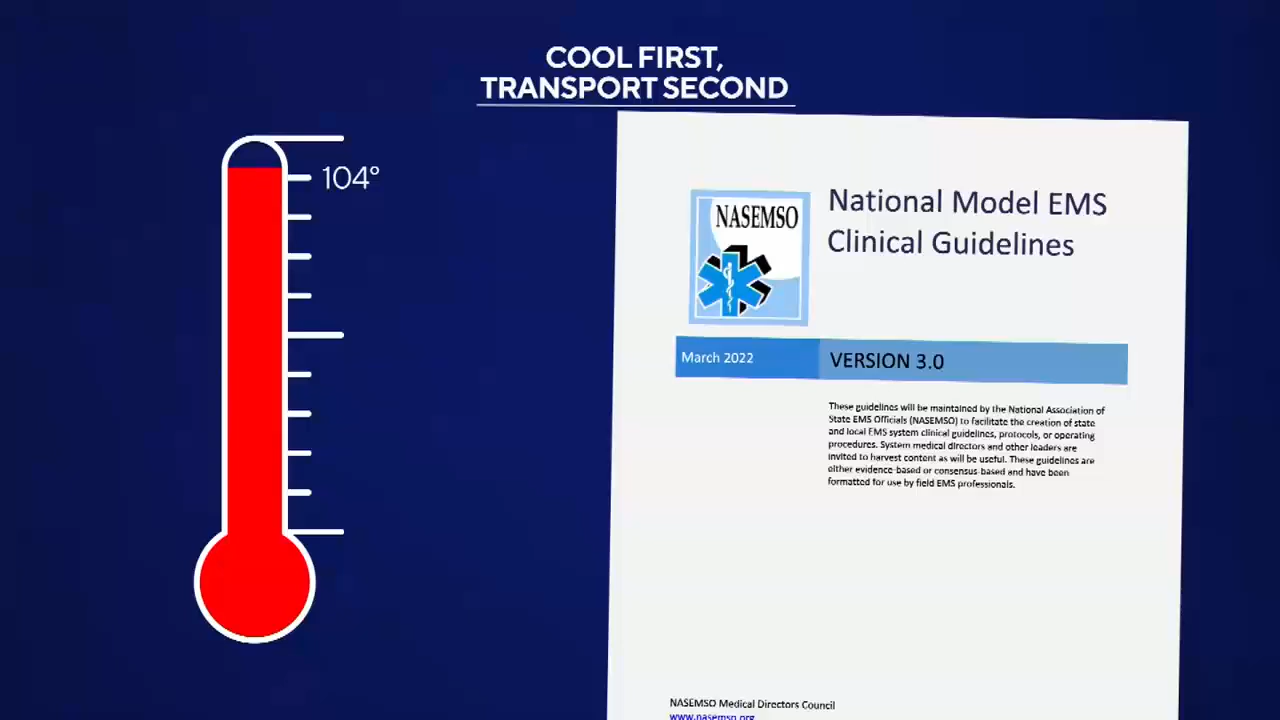 COOL FIRST,
TRANSPORT SECOND
104°
NASEMSO
National Model EMS
Clinical Guidelines
March 2022
VERSION 3.0
These guidelines will be maintained by the National Association of
State EMS Officials (NASEMSO) to facilitate the creation of state
and local EMS system clinical guidelines, protocols, or operating
procedures. System medical directors and other leaders are
invited to harvest content as will be useful. These guidelines are
either evidence-based or consensus-based and have been
formatted for use by field EMS professionals.
NASEMSO Medical Directors Council
www.nasemso.org